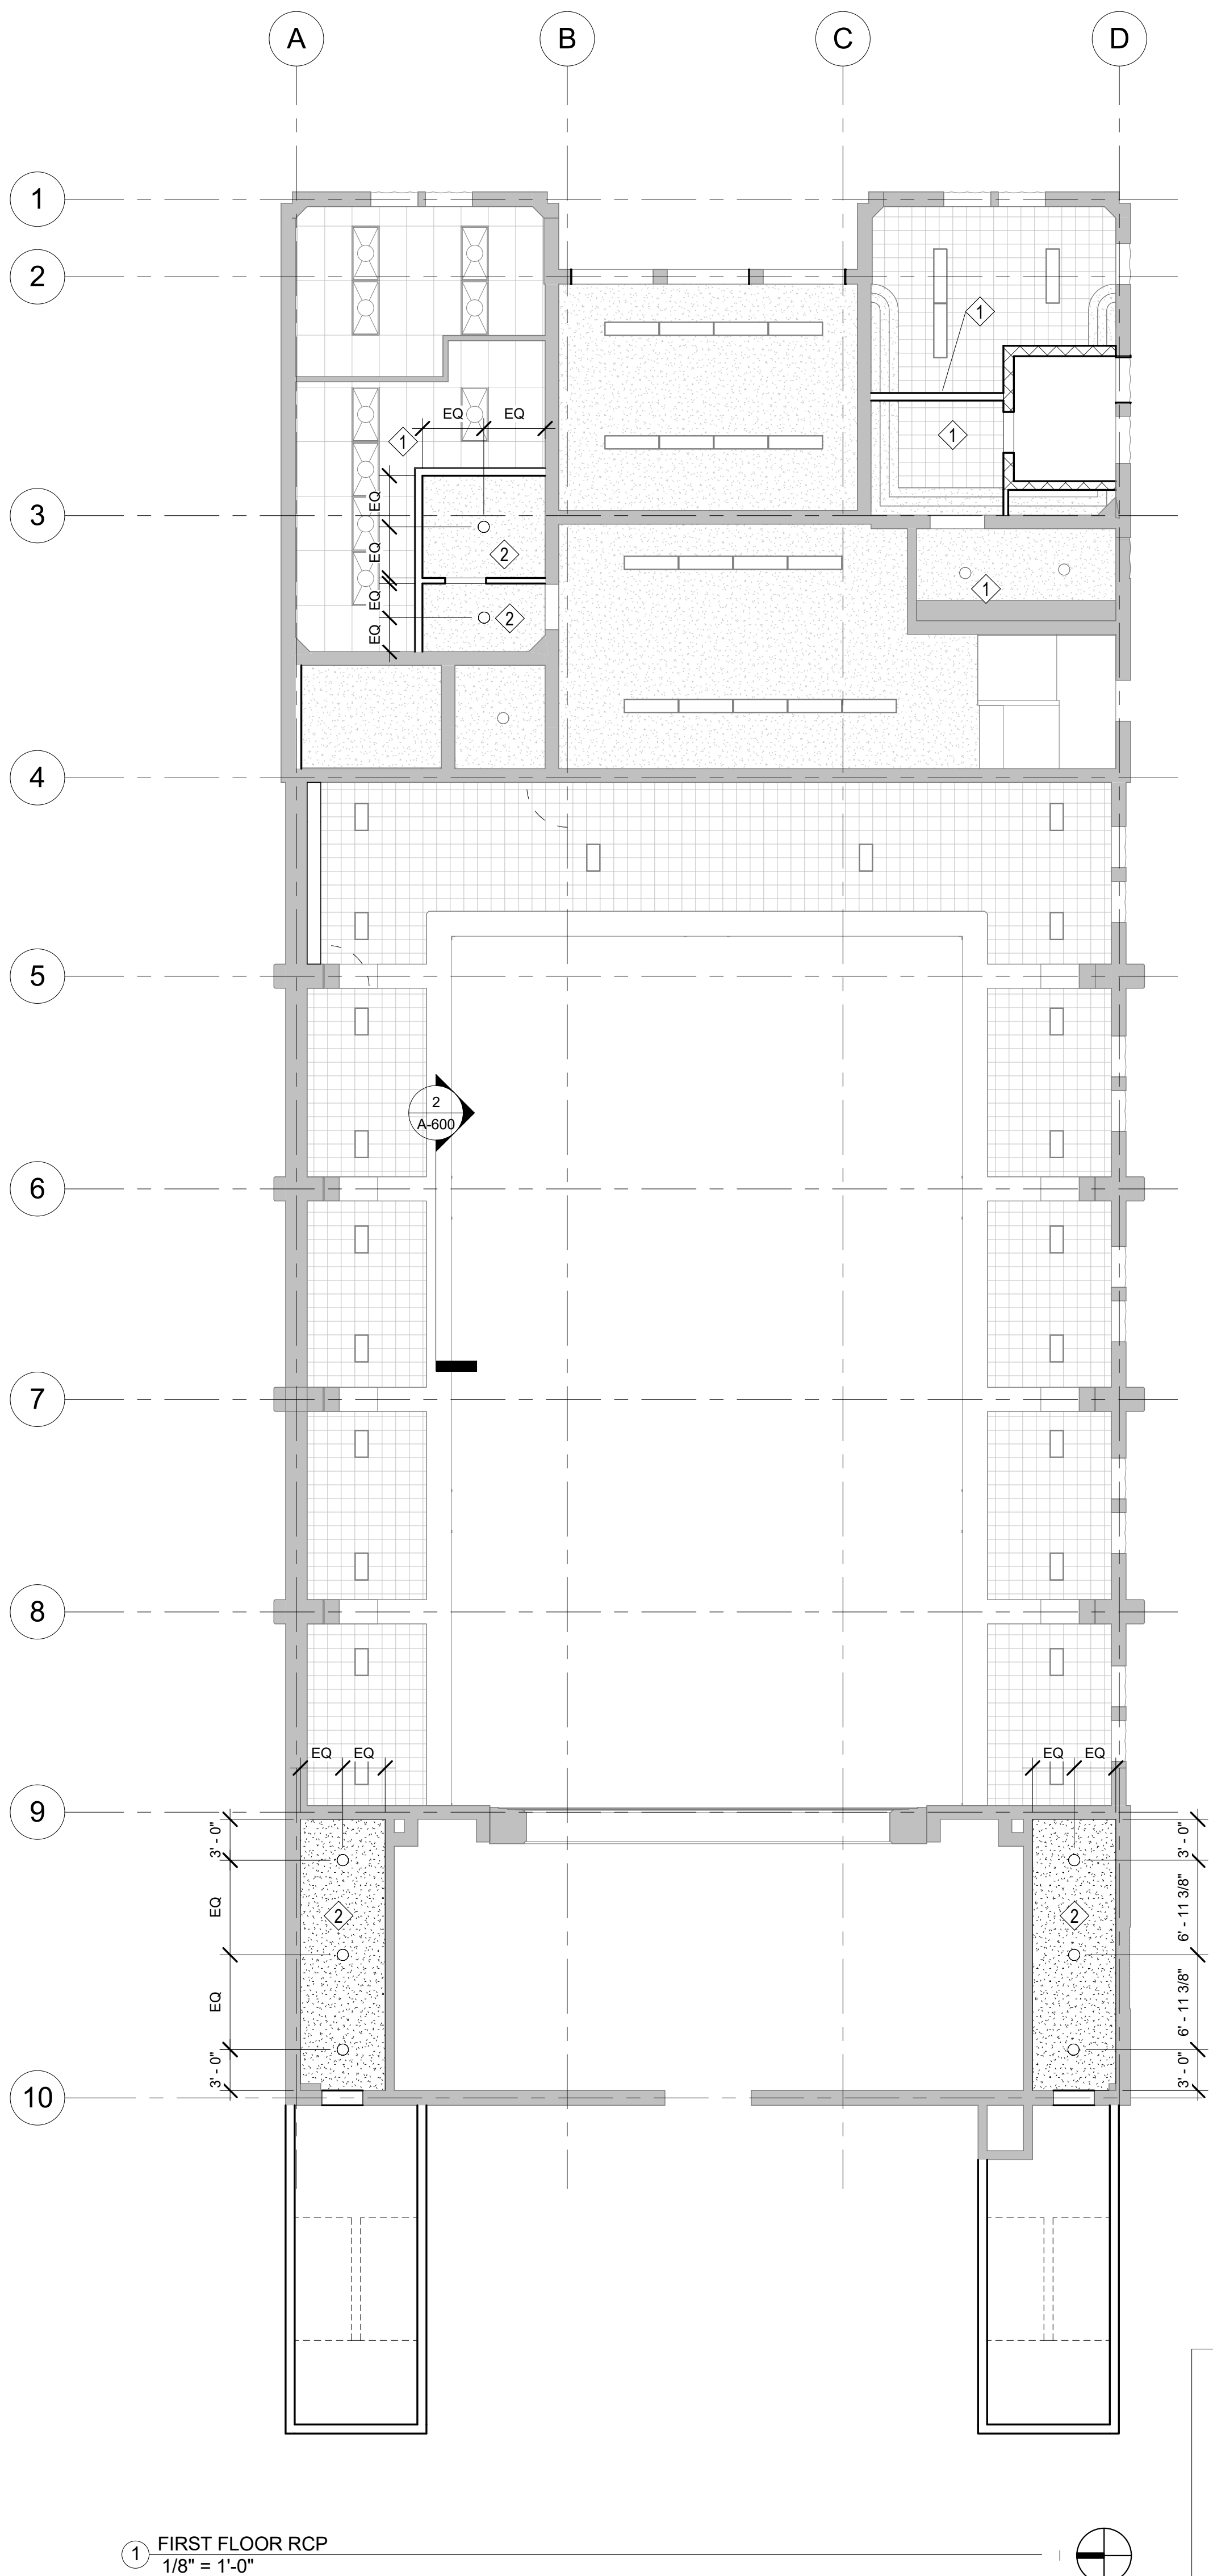 A
B
C
D
1
2
1
EQ
EQ
1
1
EQ
3
2
EQ
1
EQ
2
EQ
4
5
2
A-600
6
7
8
EQ
EQ
EQ
EQ
9
3' - 0"
3' - 0"
EQ
2
2
6' - 11 3/8"
EQ
6' - 11 3/8"
3' - 0"
3' - 0"
10
1
FIRST FLOOR RCP
1/8" = 1'-0"